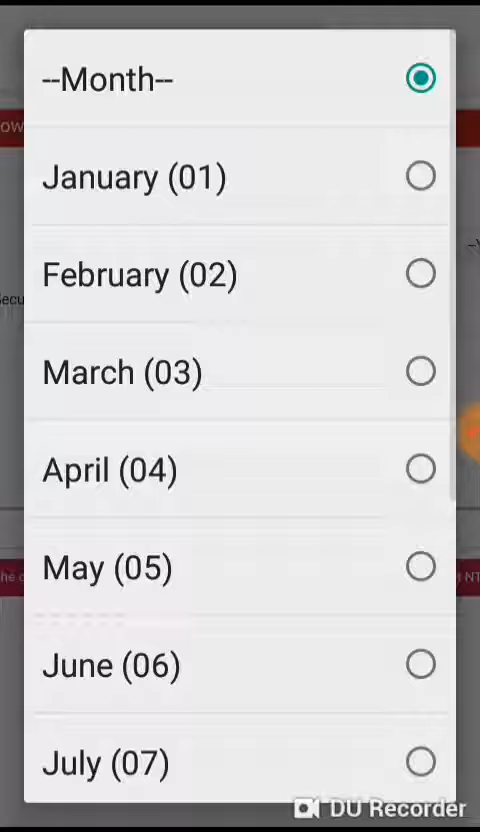 --Month--
January (01)
February (02)
March (03)
April (04)
May (05)
June (06)
July (07)
DU Recorder